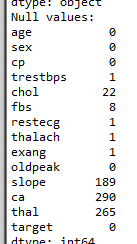 dtype: object
Null values:
age 0
sex 0
cp 0
trestbps 1
chol 22
fbs 8
restecg 1
thalach 1
exang 1
oldpeak 0
slope 189
ca 290
thal 265
target 0
dtype: int64